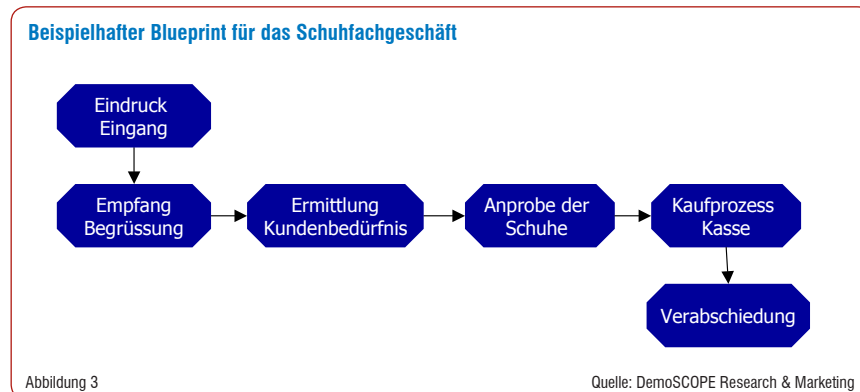 Beispielhafter Blueprint für das Schuhfachgeschäft
Eindruck
Eingang
Empfang
Begrüssung
Ermittlung
Kundenbedürfnis
Anprobe der
Schuhe
Kaufprozess
Kasse
Verabschiedung
Abbildung 3
Quelle: DemoSCOPE Research & Marketing